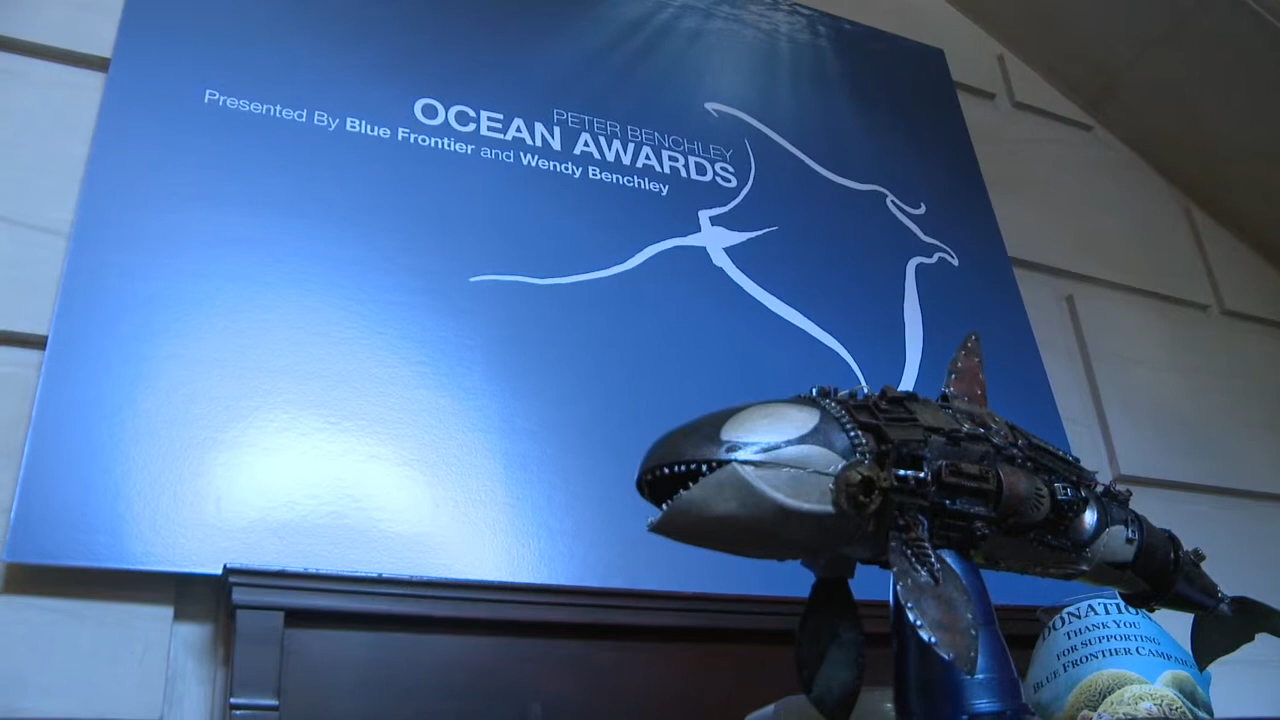 PETER BENCHLEY
OCEAN AWARDS
Presented By Blue Frontier and Wendy Benchley
DONATION
THANK YOU
FOR SUPPORTING
BLUE FRONTIER CAMPAIGN